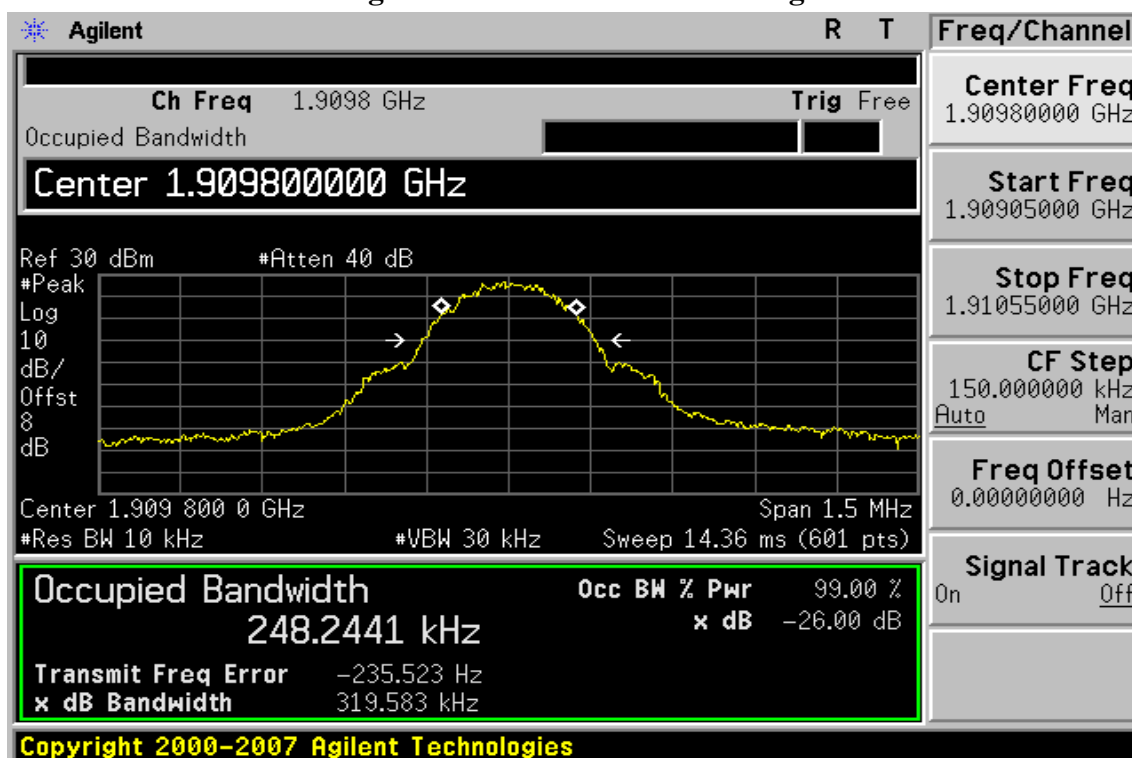 Agilent R T
Freq/Channel
Ch Freq 1.9098 GHz Trig Free
Occupied Bandwidth
Center 1.909800000 GHz
Ref 30 dBm #Atten 40 dB
#Peak
Log
10
dB/
Offst
8
dB
Center 1.909 800 0 GHz Span 1.5 MHz
#Res BW 10 kHz #VBW 30 kHz Sweep 14.36 ms (601 pts)
Occupied Bandwidth Occ BW % Pwr 99.00 %
248.2441 kHz x dB -26.00 dB
Transmit Freq Error -235.523 Hz
x dB Bandwidth 319.583 kHz
Center Freq
1.90980000 GHz
Start Freq
1.90905000 GHz
Stop Freq
1.91055000 GHz
CF Step
150.000000 kHz
Auto Man
Freq Offset
0.00000000 Hz
Signal Track
On Off
Copyright 2000-2007 Agilent Technologies